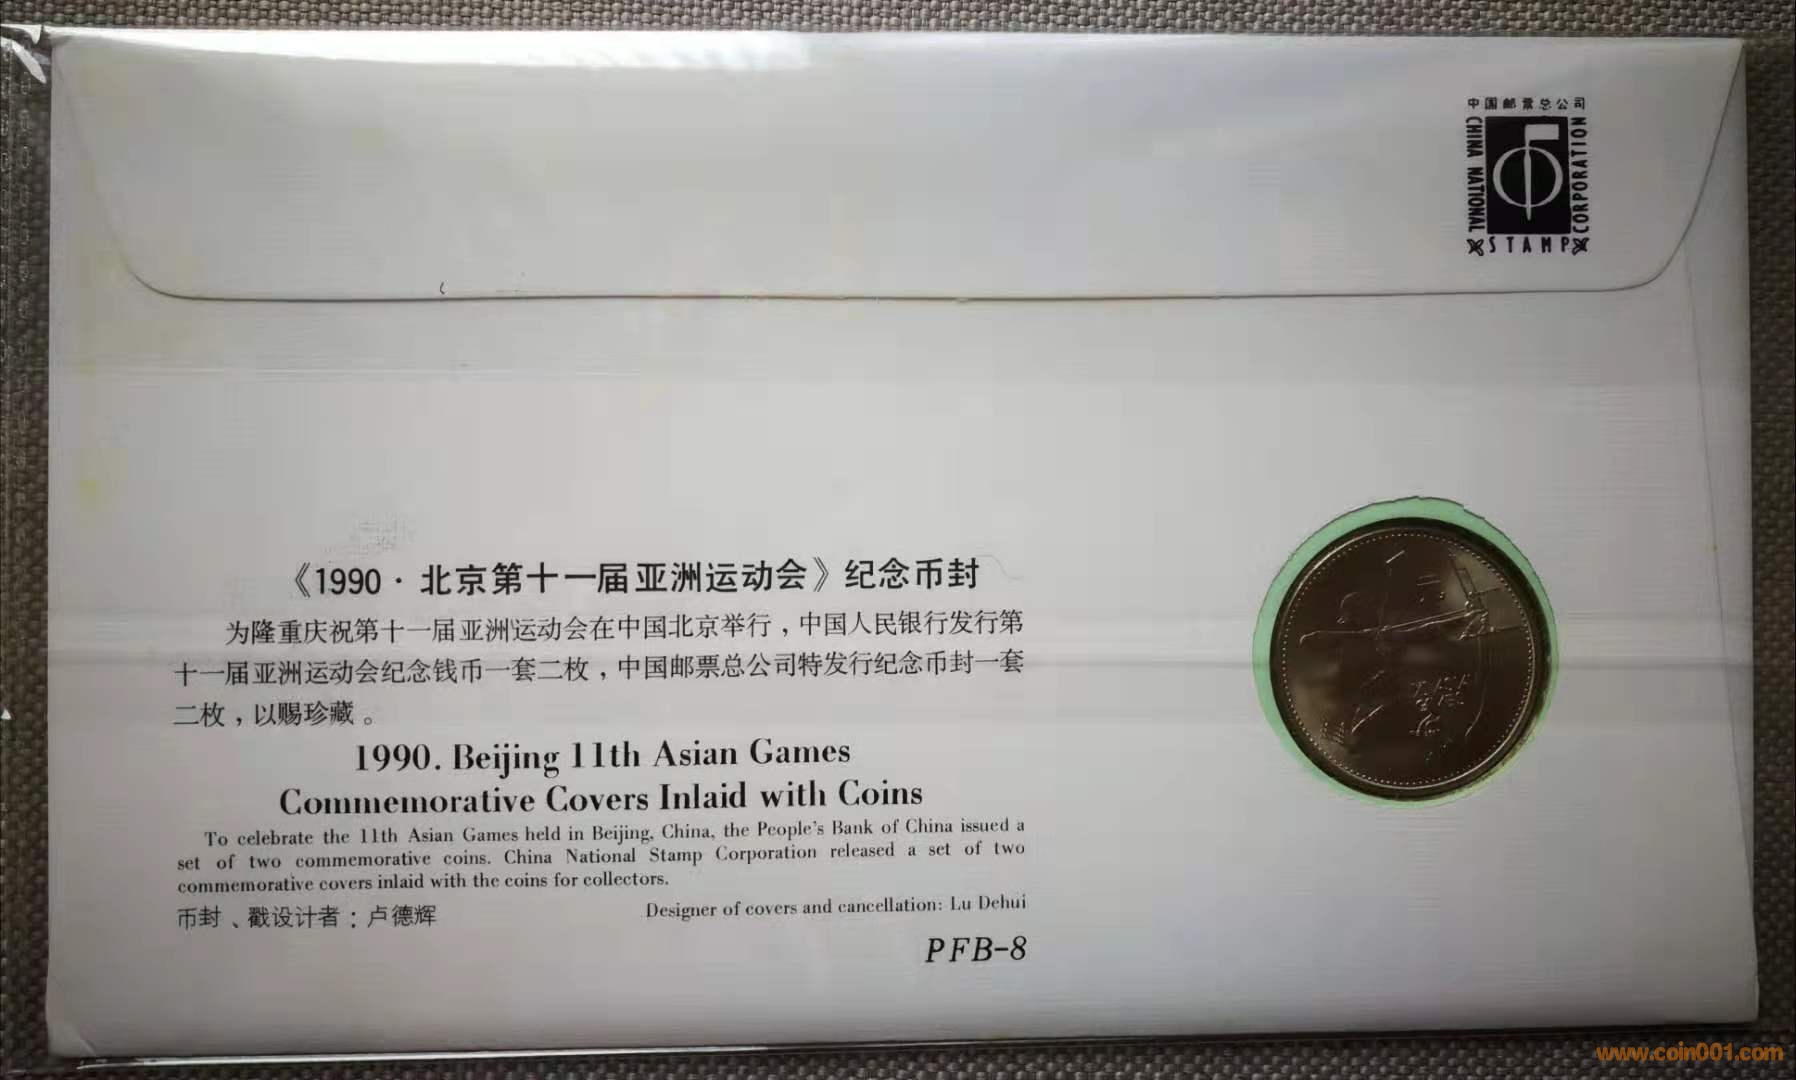 中国邮票总公司
CHINA NATIONAL
STAMP
CORPORATION
《1990·北京第十一届亚洲运动会》纪念币封
为隆重庆祝第十一届亚洲运动会在中国北京举行，中国人民银行发行第
十一届亚洲运动会纪念钱币一套二枚，中国邮票总公司特发行纪念币封一套
二枚，以赐珍藏。
1990. Beijing 11th Asian Games
Commemorative Covers Inlaid with Coins
To celebrate the 11th Asian Games held in Beijing, China, the People's Bank of China issued a
set of two commemorative coins. China National Stamp Corporation released a set of two
commemorative covers inlaid with the coins for collectors.
币封、戳设计者：卢德辉
Designer of covers and cancellation: Lu Dehui
PFB-8
元
www.coin001.com